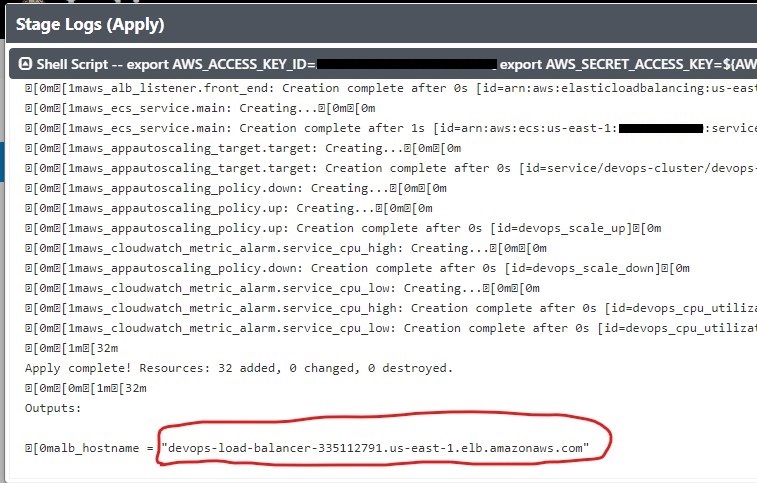 Stage Logs (Apply)
Shell Script -- export AWS_ACCESS_KEY_ID= export AWS_SECRET_ACCESS_KEY=${AW
[0m[1maws_alb_listener.front_end: Creation complete after 0s [id=arn:aws:elasticloadbalancing:us-east
[0m[1maws_ecs_service.main: Creating...[0m[0m
[0m[1maws_ecs_service.main: Creation complete after 1s [id=arn:aws:ecs:us-east-1: :service
[0m[1maws_appautoscaling_target.target: Creating...[0m[0m
[0m[1maws_appautoscaling_target.target: Creation complete after 0s [id=service/devops-cluster/devops-
[0m[1maws_appautoscaling_policy.down: Creating...[0m[0m
[0m[1maws_appautoscaling_policy.up: Creating...[0m[0m
[0m[1maws_appautoscaling_policy.up: Creation complete after 0s [id=devops_scale_up][0m
[0m[1maws_cloudwatch_metric_alarm.service_cpu_high: Creating...[0m[0m
[0m[1maws_appautoscaling_policy.down: Creation complete after 0s [id=devops_scale_down][0m
[0m[1maws_cloudwatch_metric_alarm.service_cpu_low: Creating...[0m[0m
[0m[1maws_cloudwatch_metric_alarm.service_cpu_high: Creation complete after 0s [id=devops_cpu_utiliza
[0m[1maws_cloudwatch_metric_alarm.service_cpu_low: Creation complete after 0s [id=devops_cpu_utilizat
[0m[1m[32m
Apply complete! Resources: 32 added, 0 changed, 0 destroyed.
[0m[0m[1m[32m
Outputs:
[0malb_hostname = "devops-load-balancer-335112791.us-east-1.elb.amazonaws.com"